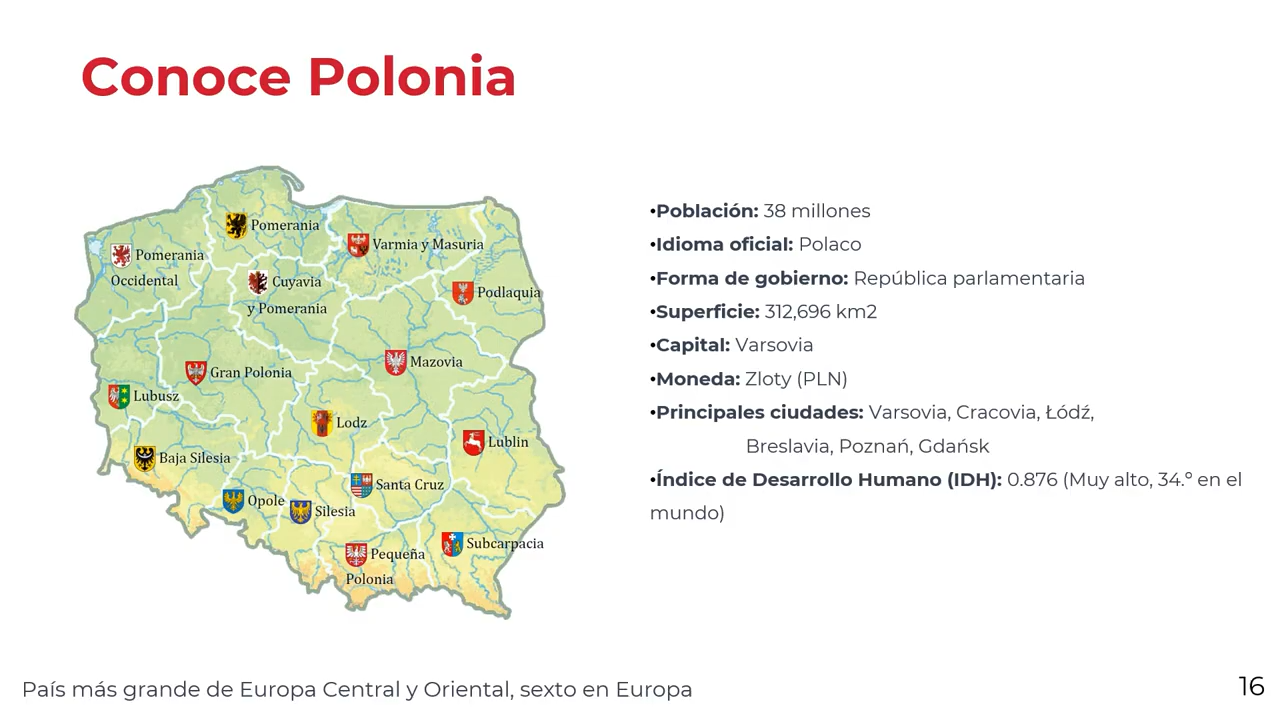 Conoce Polonia
Pomerania
Varmia y Masuria
Pomerania
Occidental
Cuyavia
y Pomerania
Podlaquia
Mazovia
Gran Polonia
Lubusz
Lodz
Lublin
Baja Silesia
Santa Cruz
Opole
Silesia
Subcarpacia
Pequeña
Polonia
•Población: 38 millones
•Idioma oficial: Polaco
•Forma de gobierno: República parlamentaria
•Superficie: 312,696 km2
•Capital: Varsovia
•Moneda: Zloty (PLN)
•Principales ciudades: Varsovia, Cracovia, Łódź,
Breslavia, Poznań, Gdańsk
•Índice de Desarrollo Humano (IDH): 0.876 (Muy alto, 34.º en el
mundo)
País más grande de Europa Central y Oriental, sexto en Europa
16